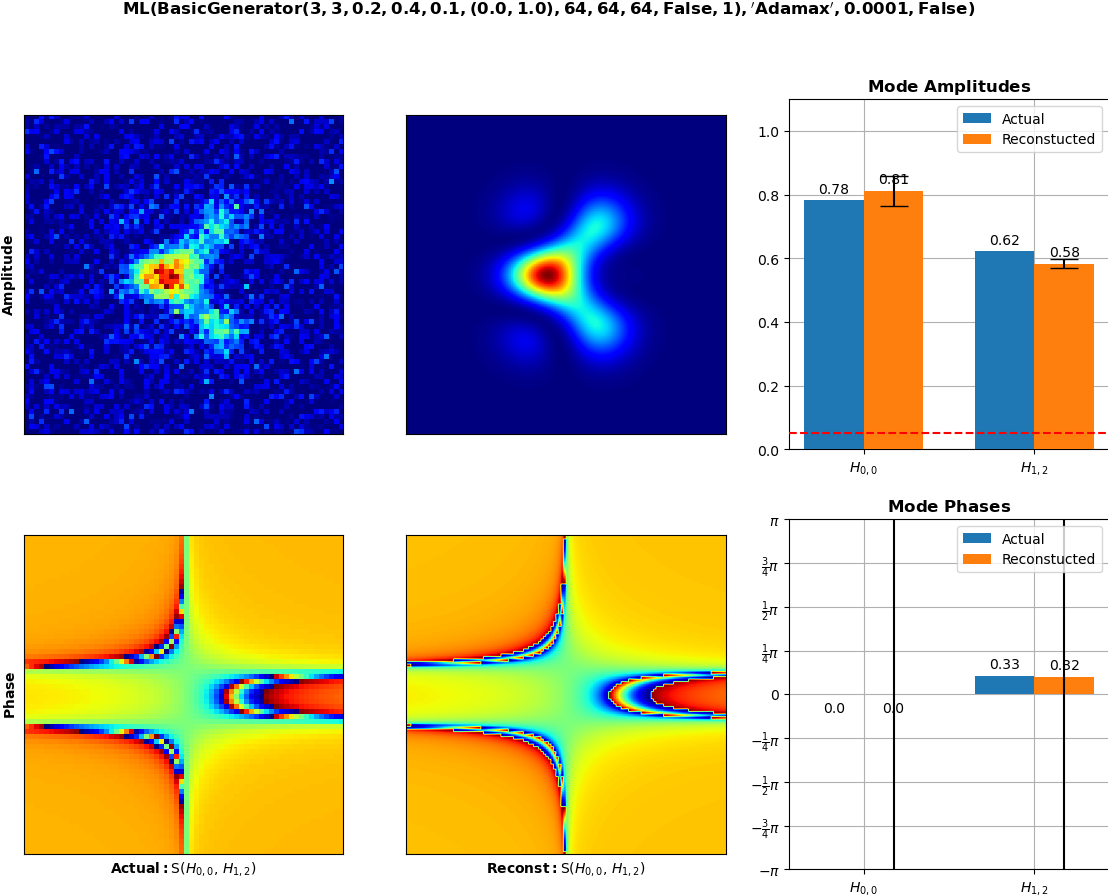 ML(BasicGenerator(3, 3, 0.2, 0.4, 0.1, (0.0, 1.0), 64, 64, 64, False, 1), 'Adamax', 0.0001, False)
Amplitude
Mode Amplitudes
Actual
Reconstucted
1.0
0.8
0.6
0.4
0.2
0.0
0.78
0.81
0.62
0.58
H0,0
H1,2
Phase
Actual: S(H0,0, H1,2)
Reconst: S(H0,0, H1,2)
Mode Phases
Actual
Reconstucted
π
3/4π
1/2π
1/4π
0
−1/4π
−1/2π
−3/4π
−π
0.0
0.0
0.33
0.32
H0,0
H1,2